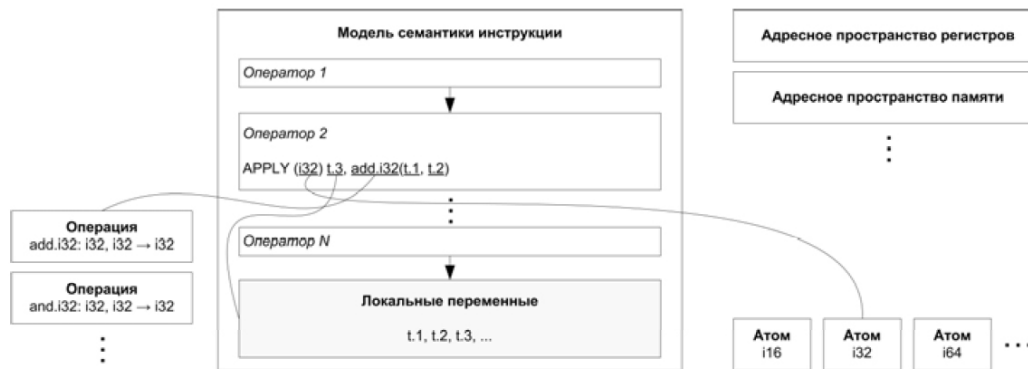 Модель семантики инструкции
Оператор 1
Оператор 2
APPLY (i32) t.3, add.i32(t.1, t.2)
Оператор N
Локальные переменные
t.1, t.2, t.3, ...
Операция
add.i32: i32, i32 → i32
Операция
and.i32: i32, i32 → i32
Адресное пространство регистров
Адресное пространство памяти
Атом
i16
Атом
i32
Атом
i64